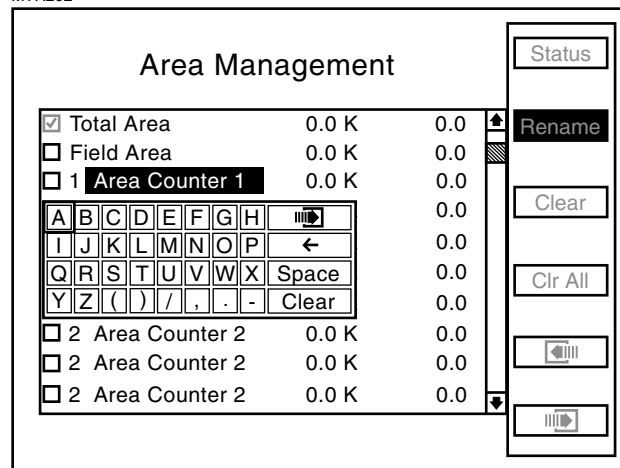 Area Management
Total Area 0.0 K 0.0
Field Area 0.0 K 0.0
1 Area Counter 1 0.0 K 0.0
A B C D E F G H 0.0
I J K L M N O P ← 0.0
Q R S T U V W X Space 0.0
Y Z ( ) / , . - Clear 0.0
2 Area Counter 2 0.0 K 0.0
2 Area Counter 2 0.0 K 0.0
2 Area Counter 2 0.0 K 0.0
Status
Rename
Clear
Clr All